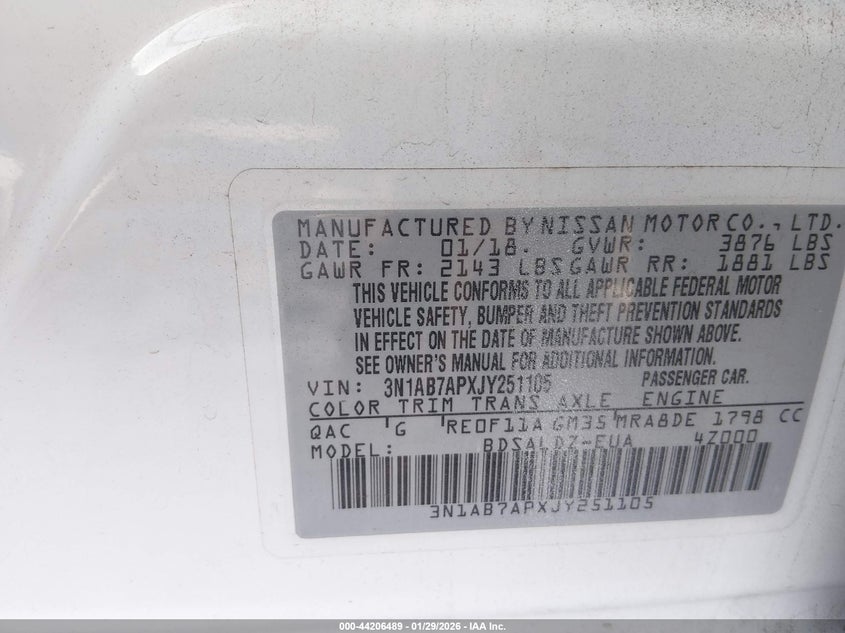 MANUFACTURED BY NISSAN MOTOR CO., LTD.
DATE: 01/18. GVWR: 3876 LBS
GAWR FR: 2143 LBS GAWR RR: 1881 LBS
THIS VEHICLE CONFORMS TO ALL APPLICABLE FEDERAL MOTOR
VEHICLE SAFETY, BUMPER AND THEFT PREVENTION STANDARDS
IN EFFECT ON THE DATE OF MANUFACTURE SHOWN ABOVE.
SEE OWNER'S MANUAL FOR ADDITIONAL INFORMATION.
VIN: 3N1AB7APXJY251105 PASSENGER CAR.
COLOR TRIM TRANS AXLE ENGINE
QAC G RE0F11A GM35 MRA8DE 1798 CC
MODEL: BDSALDZ-EUA 4Z000
3N1AB7APXJY251105
000-44206489 - 01/29/2026 - IAA Inc.